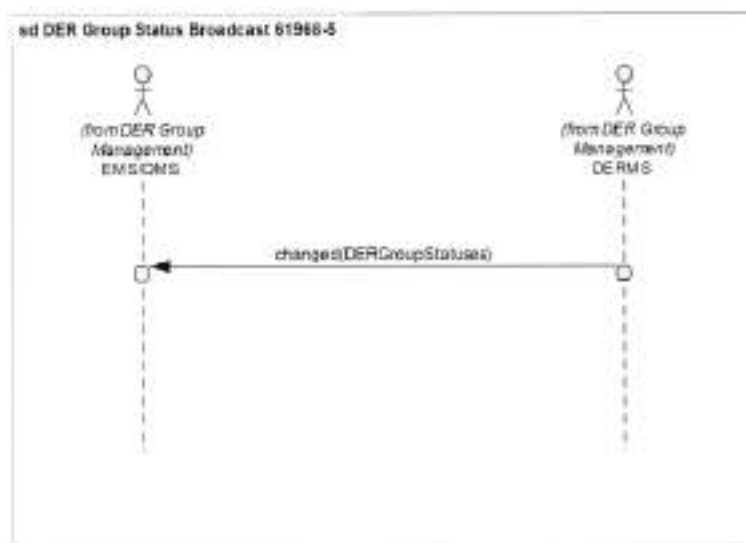 sd DER Group Status Broadcast 61968-5
(from DER Group
Management)
EMS/DMS
(from DER Group
Management)
DERMS
changed(DERGroupStatuses)